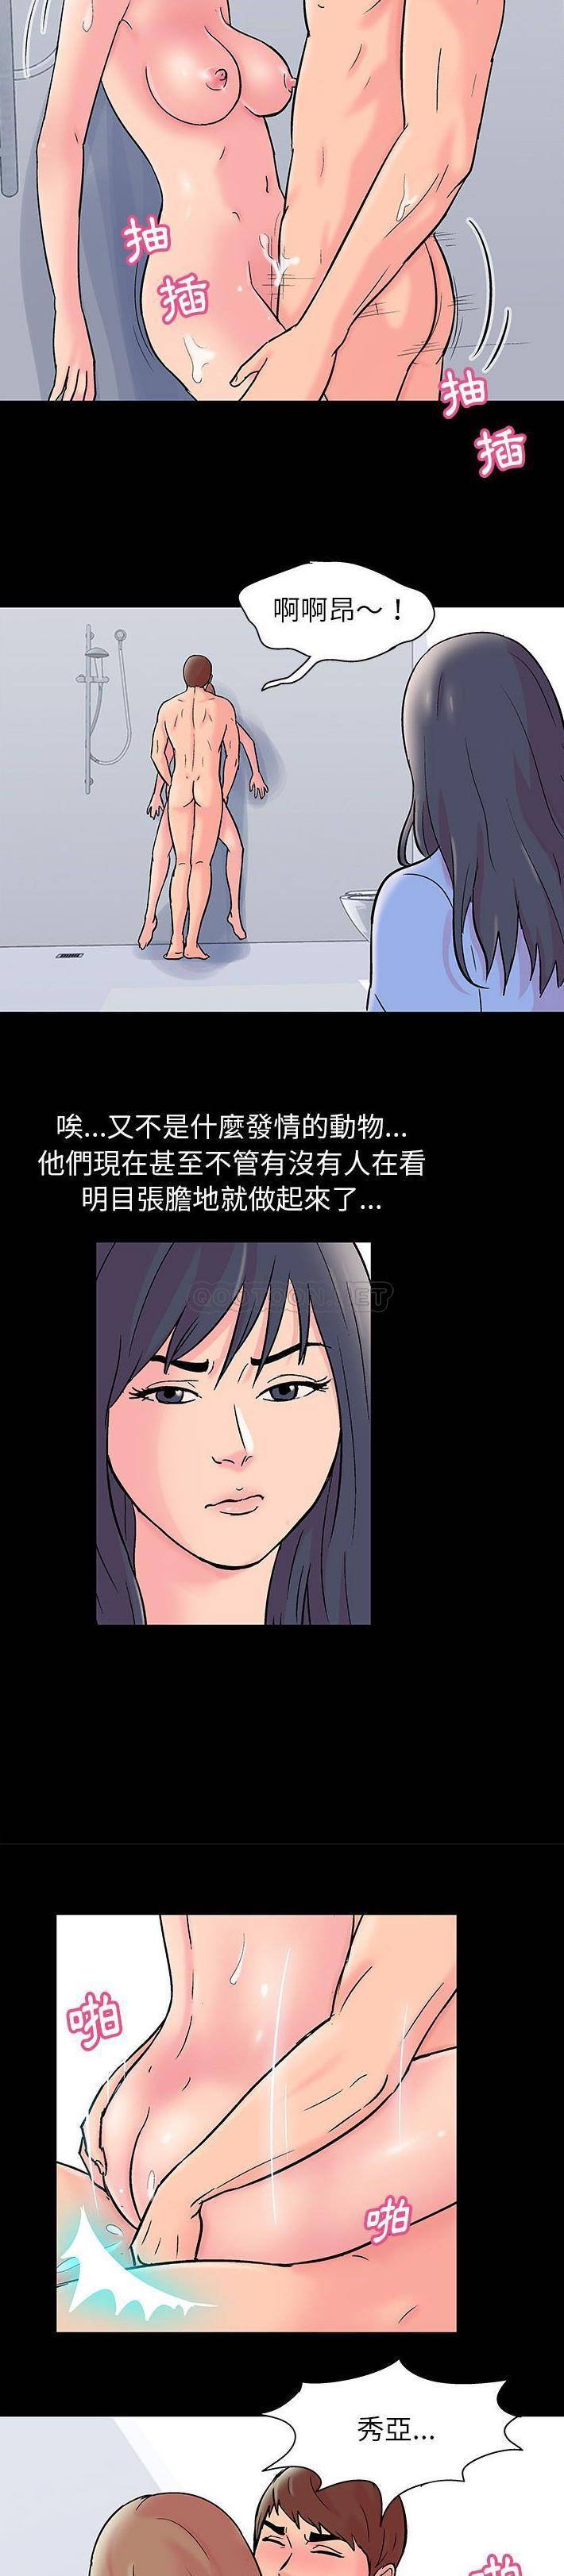 抽
插
抽
插
啊啊昂～！
唉...又不是什麼發情的動物...
他們現在甚至不管有沒有人在看
明目張膽地就做起來了...
啪
啪
秀亞...